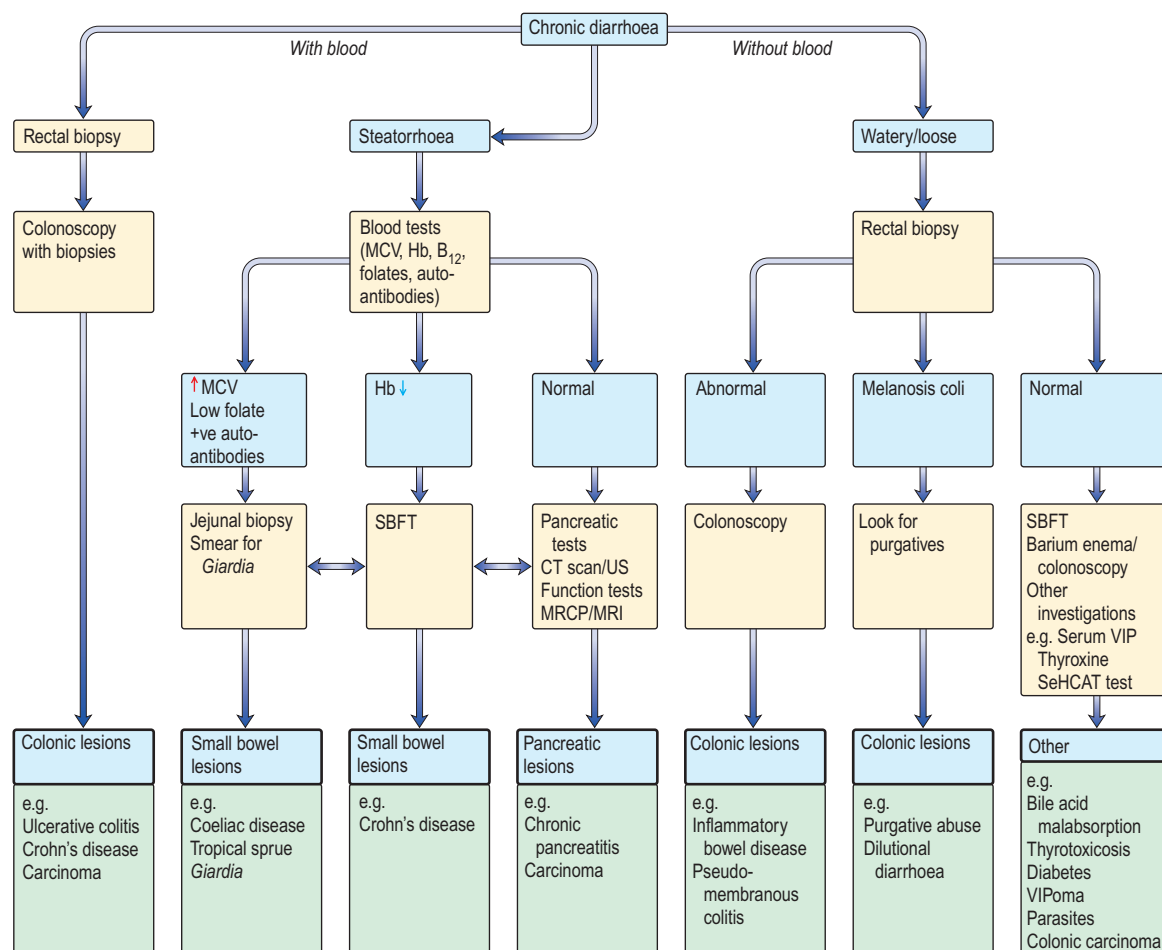 Chronic diarrhoea
With blood
Without blood
Rectal biopsy
Steatorrhoea
Watery/loose
Colonoscopy
with biopsies
Blood tests
(MCV, Hb, B12,
folates, auto-
antibodies)
Rectal biopsy
↑MCV
Low folate
+ve auto-
antibodies
Hb↓
Normal
Abnormal
Melanosis coli
Normal
Jejunal biopsy
Smear for
Giardia
SBFT
Pancreatic
tests
CT scan/US
Function tests
MRCP/MRI
Colonoscopy
Look for
purgatives
SBFT
Barium enema/
colonoscopy
Other
investigations
e.g. Serum VIP
Thyroxine
SeHCAT test
Colonic lesions
e.g.
Ulcerative colitis
Crohn's disease
Carcinoma
Small bowel
lesions
e.g.
Coeliac disease
Tropical sprue
Giardia
Small bowel
lesions
e.g.
Crohn's disease
Pancreatic
lesions
e.g.
Chronic
pancreatitis
Carcinoma
Colonic lesions
e.g.
Inflammatory
bowel disease
Pseudo-
membranous
colitis
Colonic lesions
e.g.
Purgative abuse
Dilutional
diarrhoea
Other
e.g.
Bile acid
malabsorption
Thyrotoxicosis
Diabetes
VIPoma
Parasites
Colonic carcinoma